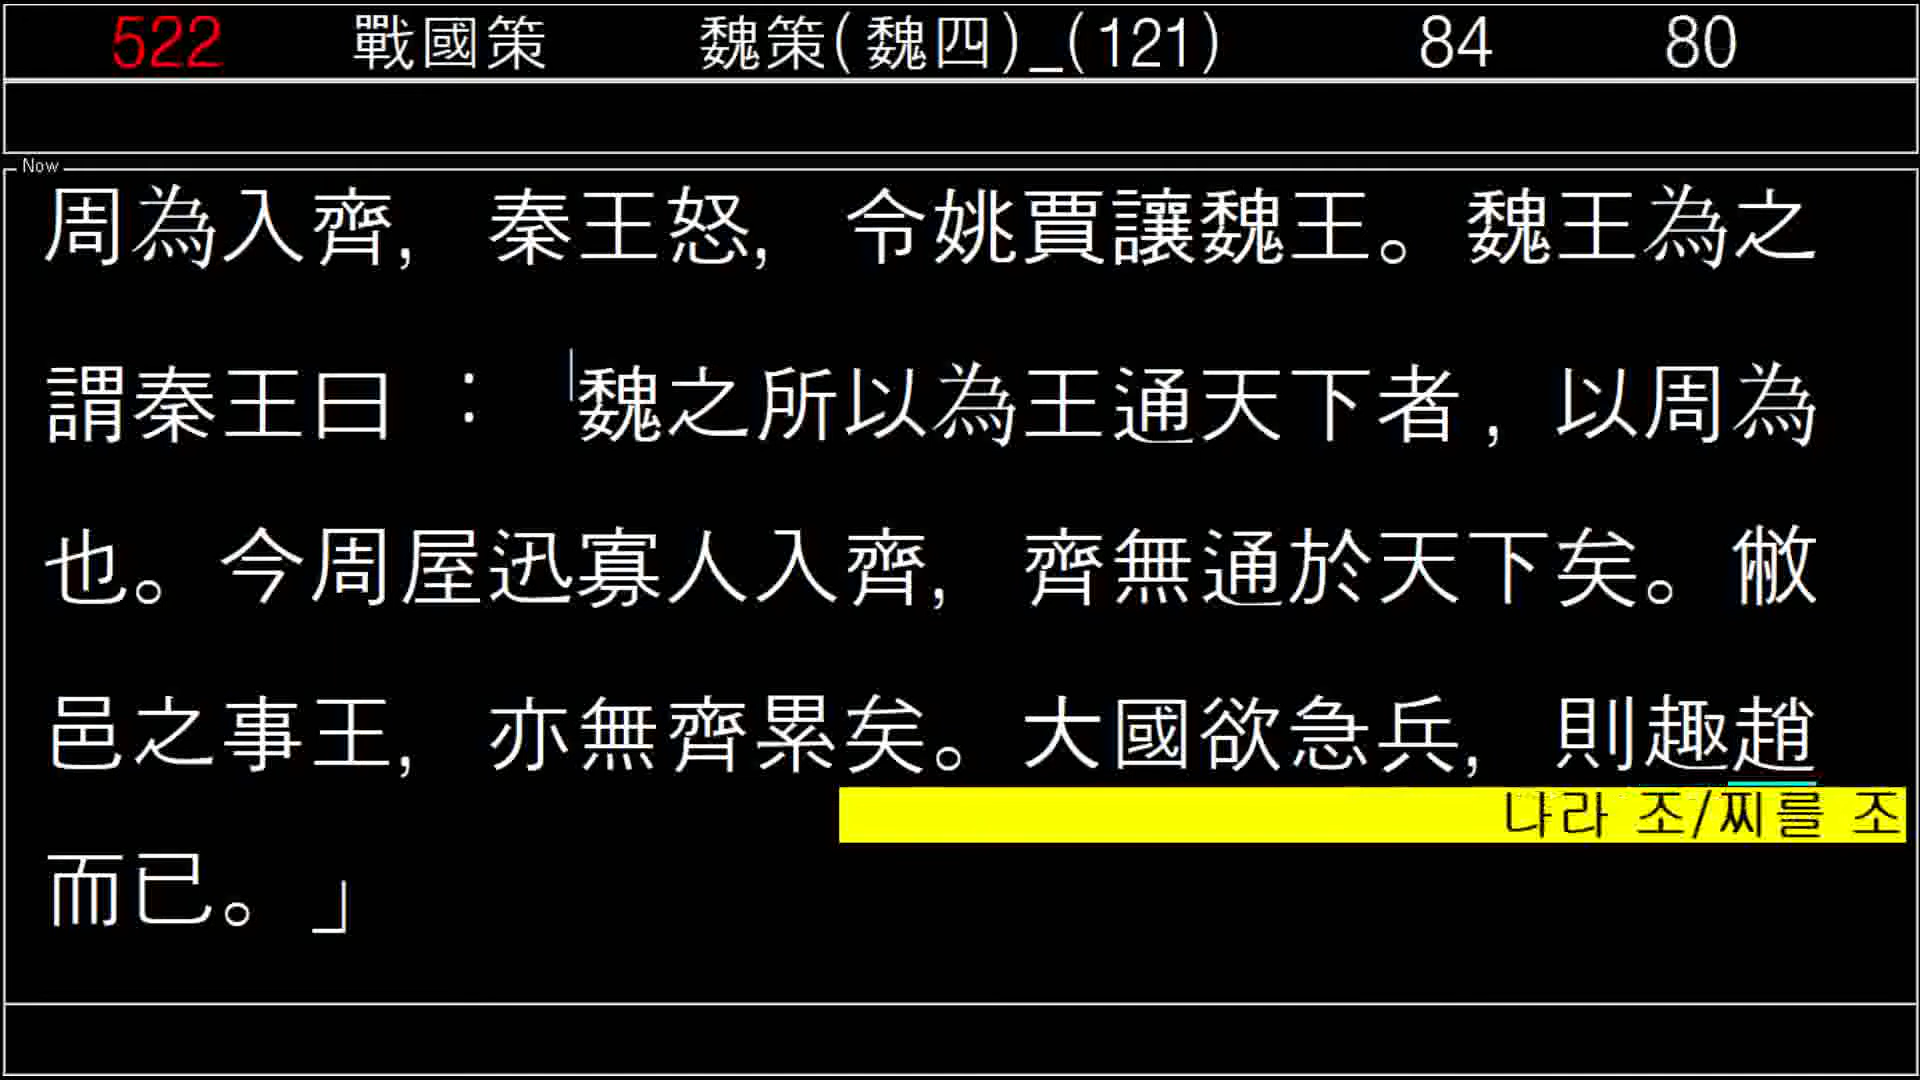 522 戰國策 魏策(魏四)_(121) 84 80
Now
周為入齊, 秦王怒, 令姚賈讓魏王。魏王為之
謂秦王曰 : 「魏之所以為王通天下者, 以周為
也。今周屋迅寡人入齊, 齊無通於天下矣。敝
邑之事王, 亦無齊累矣。大國欲急兵, 則趣趙
나라 조/찌를 조
而已。」